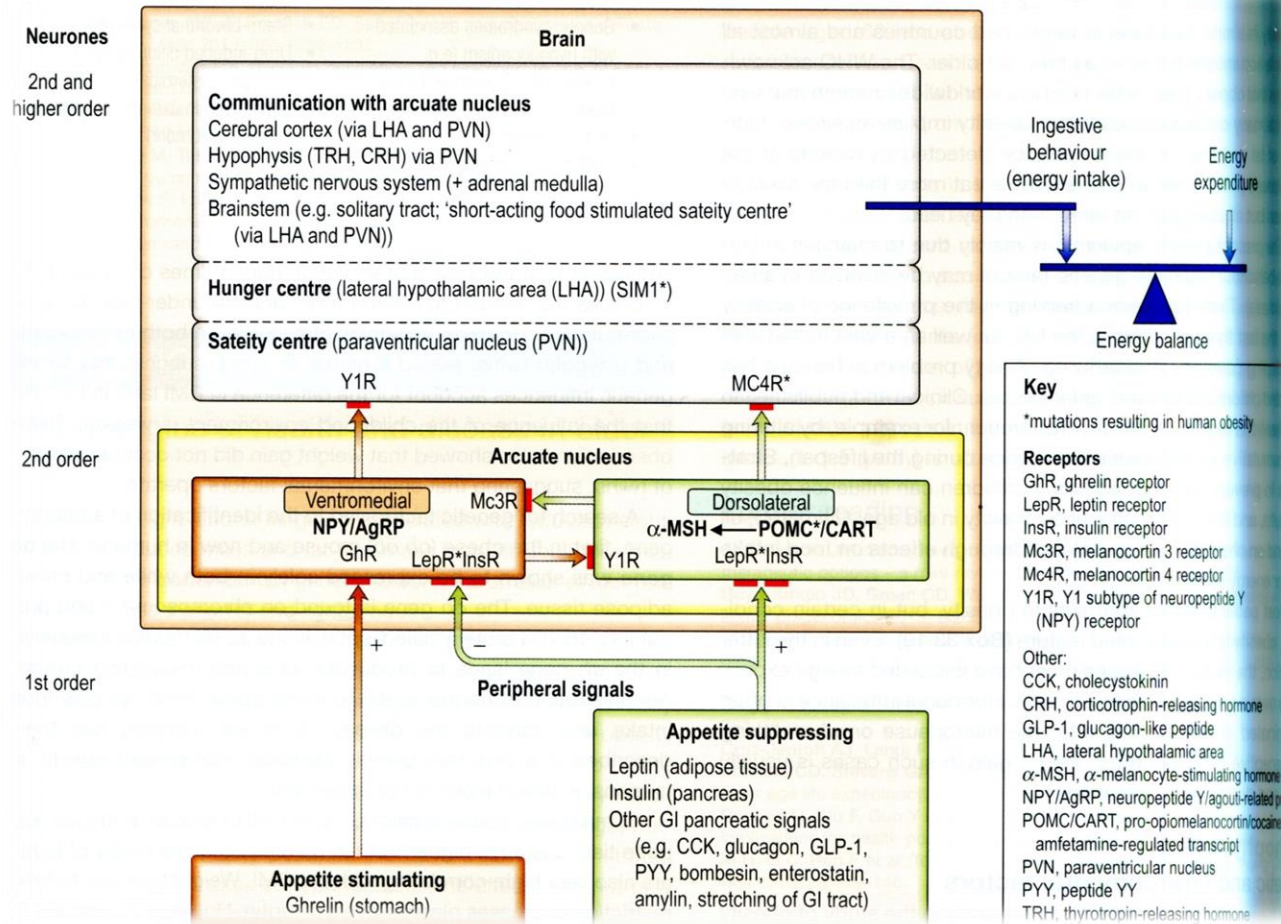 Neurones
Brain
2nd and
higher order
Communication with arcuate nucleus
Cerebral cortex (via LHA and PVN)
Hypophysis (TRH, CRH) via PVN
Sympathetic nervous system (+ adrenal medulla)
Brainstem (e.g. solitary tract; 'short-acting food stimulated sateity centre'
(via LHA and PVN))
Hunger centre (lateral hypothalamic area (LHA)) (SIM1*)
Sateity centre (paraventricular nucleus (PVN))
Ingestive
behaviour
(energy intake)
Energy
expenditure
Energy balance
Y1R
MC4R*
2nd order
Arcuate nucleus
Ventromedial
NPY/AgRP
GhR
LepR*InsR
Mc3R
Y1R
Dorsolateral
α-MSH POMC*/CART
LepR*InsR
+
–
+
1st order
Peripheral signals
Appetite suppressing
Leptin (adipose tissue)
Insulin (pancreas)
Other GI pancreatic signals
(e.g. CCK, glucagon, GLP-1,
PYY, bombesin, enterostatin,
amylin, stretching of GI tract)
Appetite stimulating
Ghrelin (stomach)
Key
*mutations resulting in human obesity
Receptors
GhR, ghrelin receptor
LepR, leptin receptor
InsR, insulin receptor
Mc3R, melanocortin 3 receptor
Mc4R, melanocortin 4 receptor
Y1R, Y1 subtype of neuropeptide Y
(NPY) receptor
Other:
CCK, cholecystokinin
CRH, corticotrophin-releasing hormone
GLP-1, glucagon-like peptide
LHA, lateral hypothalamic area
α-MSH, α-melanocyte-stimulating hormone
NPY/AgRP, neuropeptide Y/agouti-related
POMC/CART, pro-opiomelanocortin/cocaine
amfetamine-regulated transcript
PVN, paraventricular nucleus
PYY, peptide YY
TRH, thyrotropin-releasing hormone